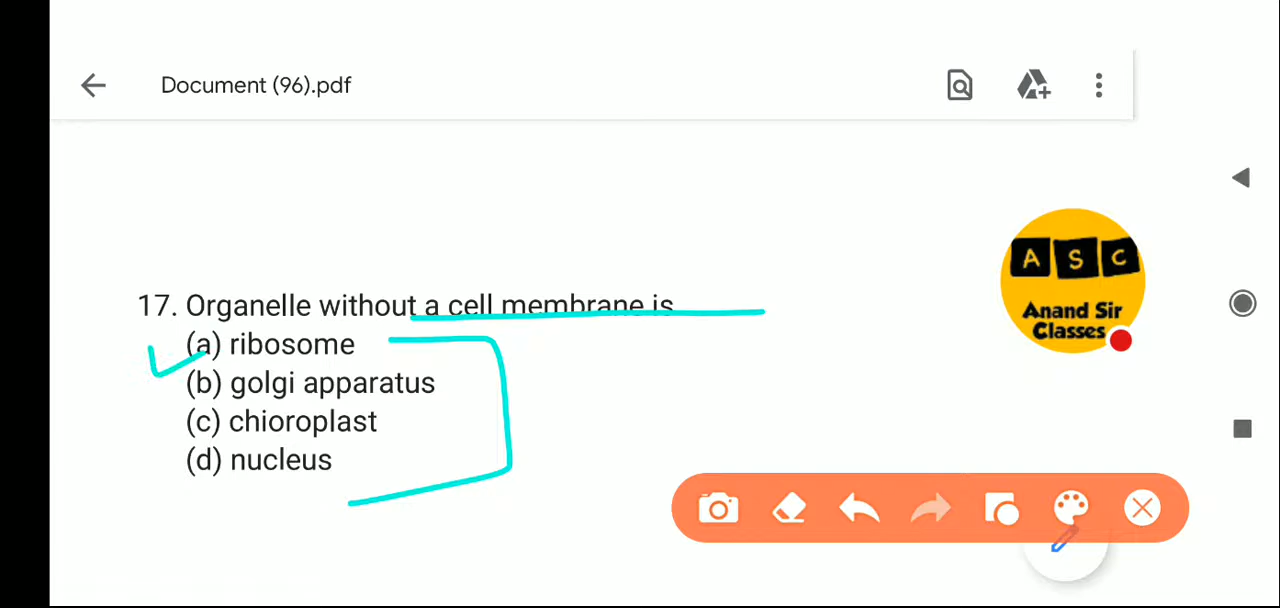 Document (96).pdf
A S C
Anand Sir
Classes
17. Organelle without a cell membrane is
(a) ribosome
(b) golgi apparatus
(c) chioroplast
(d) nucleus